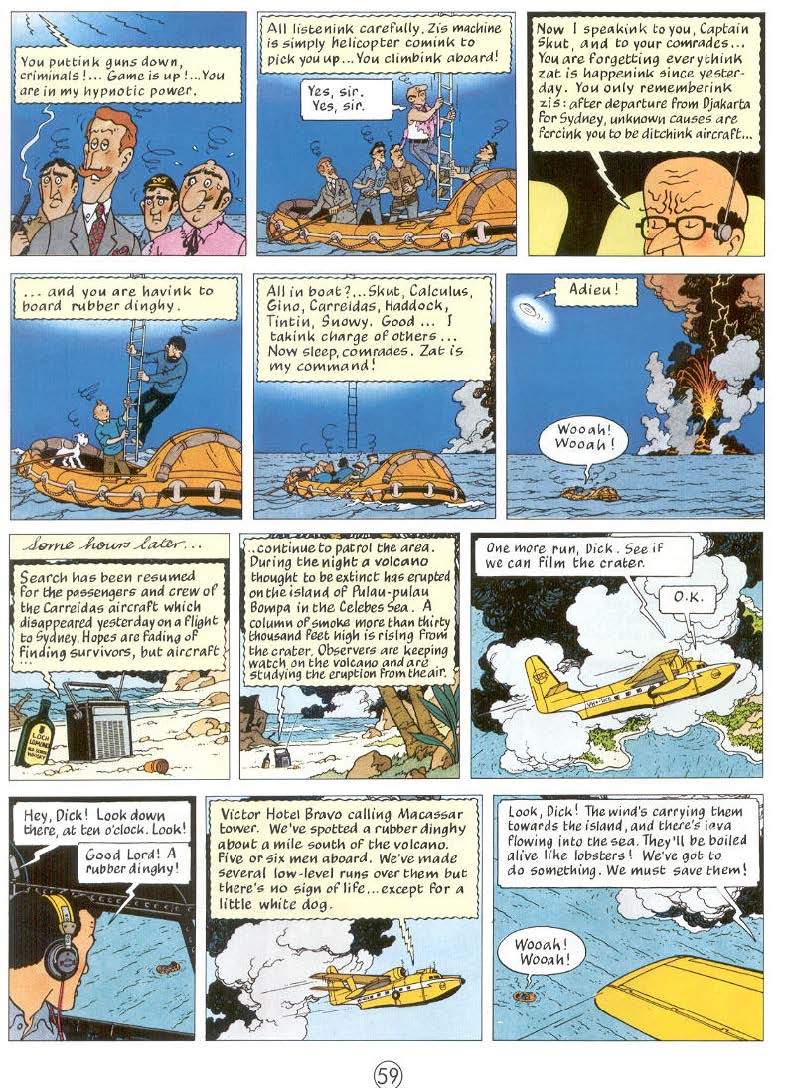 You puttink guns down,
criminals!... Game is up!...You
are in my hypnotic power.
All listenink carefully. Zis machine
is simply helicopter comink to
pick you up...You climbink aboard!
Yes, sir.
Yes, sir.
Now I speakink to you, Captain
Skut, and to your comrades...
You are forgetting everythink
zat is happenink since yester-
day. You only rememberink
zis: after departure from Djakarta
for Sydney, unknown causes are
forcink you to be ditchink aircraft...
... and you are havink to
board rubber dinghy.
All in boat?... Skut, Calculus,
Gino, Carreidas, Haddock,
Tintin, Snowy. Good ... I
takink charge of others ...
Now sleep, comrades. Zat is
my command!
Adieu!
Wooah!
Wooah!
Some hours later...
Search has been resumed
for the passengers and crew of
the Carreidas aircraft which
disappeared yesterday on a flight
to Sydney. Hopes are fading of
finding survivors, but aircraft
...
LOCH
LOMOND
WHISKY
...continue to patrol the area.
During the night a volcano
thought to be extinct has erupted
on the island of Pulau-pulau
Bompa in the Celebes Sea. A
column of smoke more than thirty
thousand feet high is rising from
the crater. Observers are keeping
watch on the volcano and are
studying the eruption from the air.
One more run, Dick. See if
we can film the crater.
O.K.
Hey, Dick! Look down
there, at ten o'clock. Look!
Good Lord! A
rubber dinghy!
Victor Hotel Bravo calling Macassar
tower. We've spotted a rubber dinghy
about a mile south of the volcano.
Five or six men aboard. We've made
several low-level runs over them but
there's no sign of life...except for a
little white dog.
Look, Dick! The wind's carrying them
towards the island, and there's lava
flowing into the sea. They'll be boiled
alive like lobsters! We've got to
do something. We must save them!
Wooah!
Wooah!
59